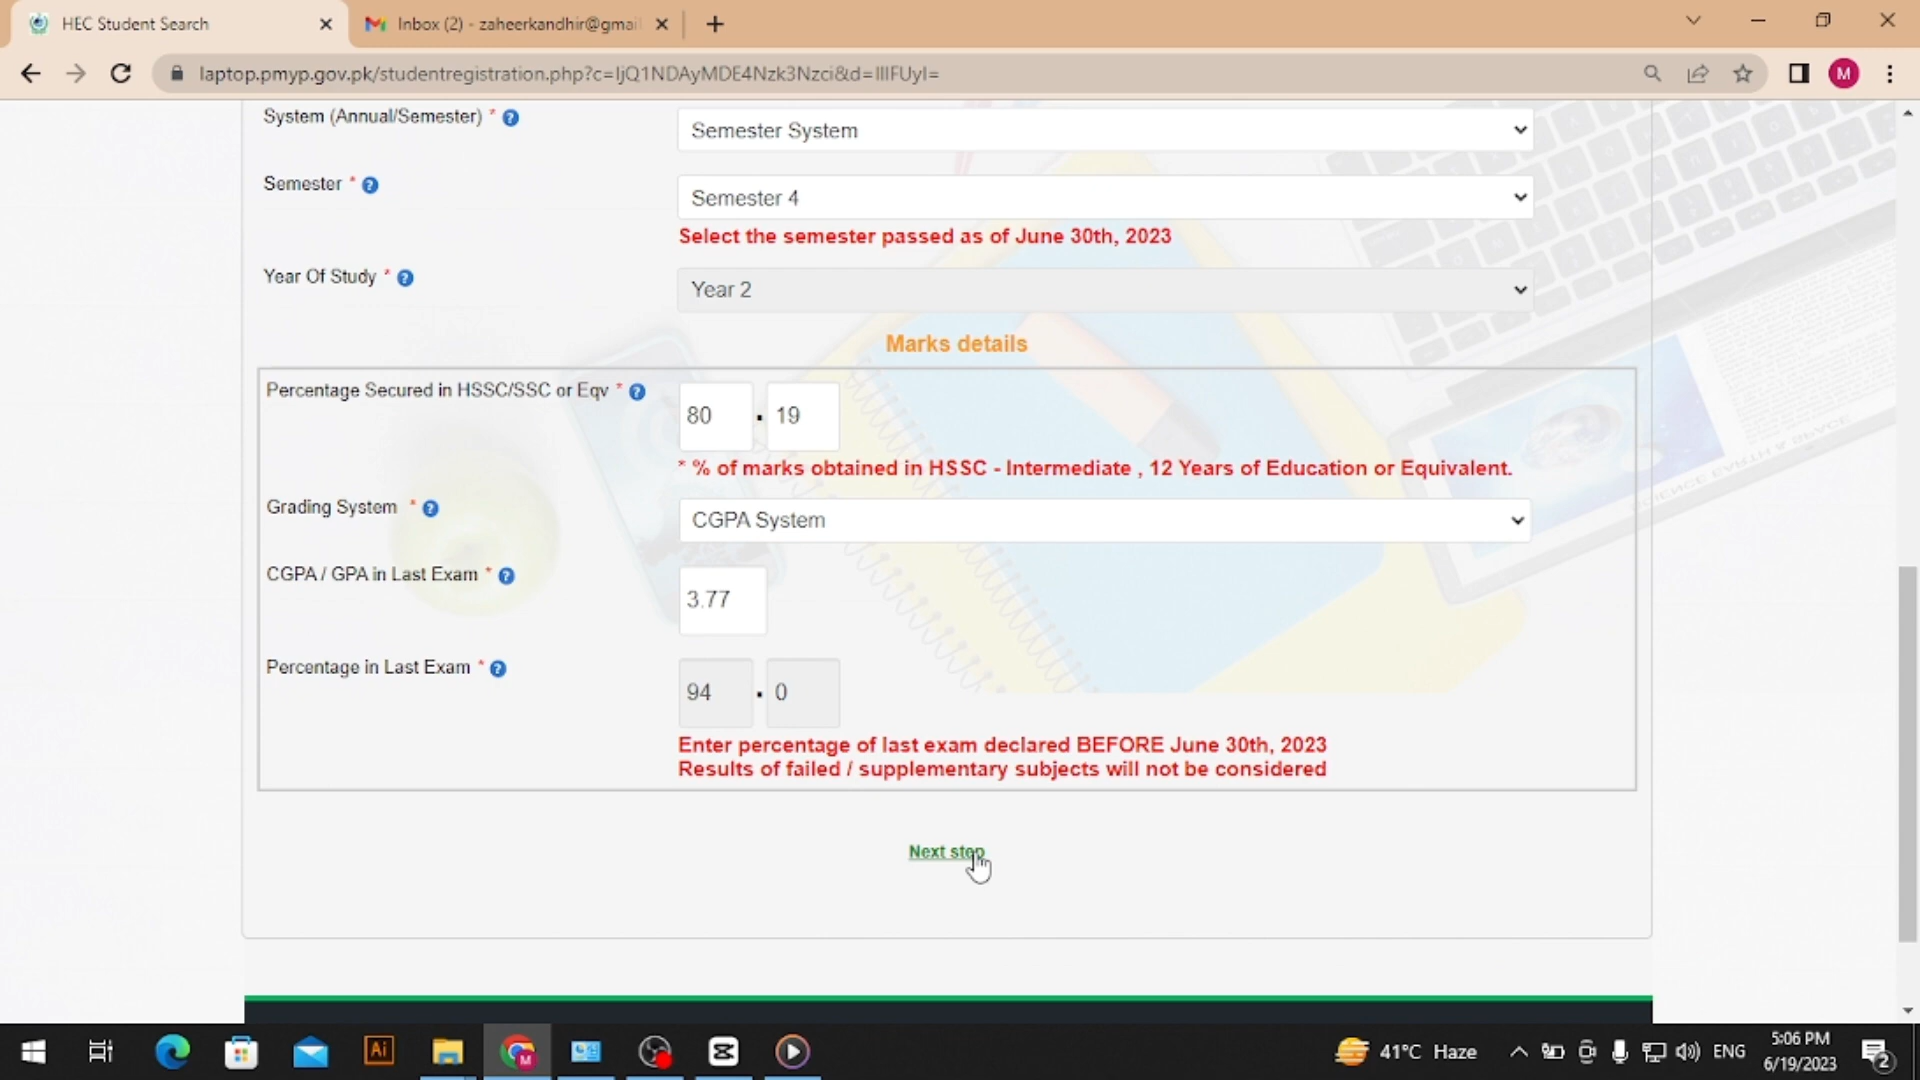 HEC Student Search
Inbox (2) - zaheerkandhir@gmai
laptop.pmyp.gov.pk/studentregistration.php?c=IjQ1NDAyMDE4Nzk3Nzci&d=IllFUyI=
M
System (Annual/Semester) * ?
Semester System
Semester * ?
Semester 4
Select the semester passed as of June 30th, 2023
Year Of Study * ?
Year 2
Marks details
Percentage Secured in HSSC/SSC or Eqv * ?
80 . 19
* % of marks obtained in HSSC - Intermediate , 12 Years of Education or Equivalent.
Grading System * ?
CGPA System
CGPA / GPA in Last Exam * ?
3.77
Percentage in Last Exam * ?
94 . 0
Enter percentage of last exam declared BEFORE June 30th, 2023
Results of failed / supplementary subjects will not be considered
Next step
Ai
M
41°C Haze
ENG
5:06 PM
6/19/2023
2